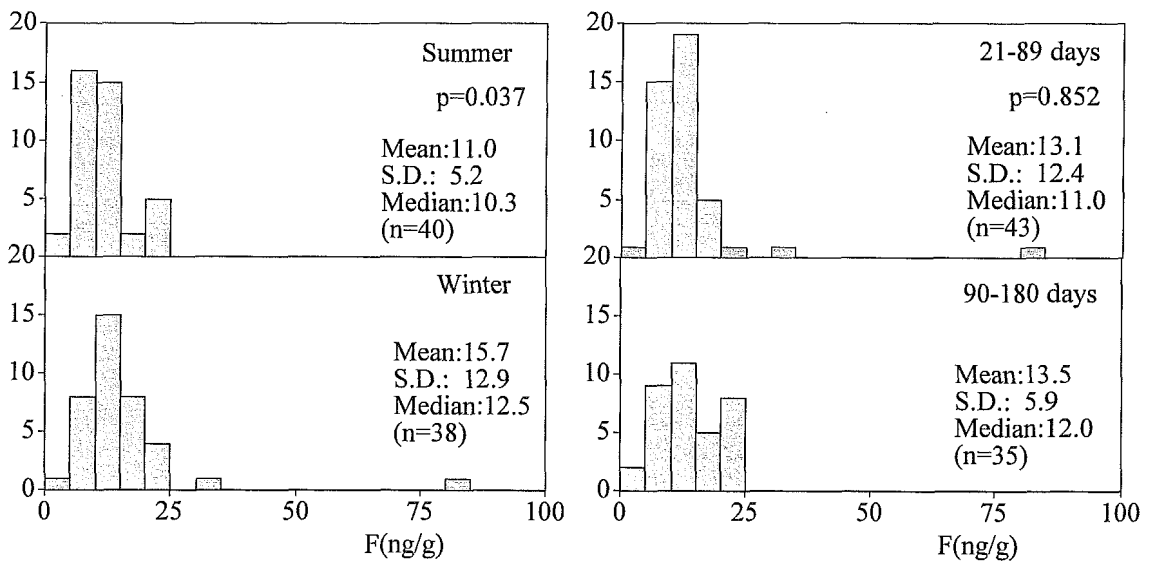 20
15
10
5
Summer
p=0.037
Mean:11.0
S.D.: 5.2
Median:10.3
(n=40)
20
15
10
5
0
Winter
Mean:15.7
S.D.: 12.9
Median:12.5
(n=38)
0 25 50 75 100
F(ng/g)
20
15
10
5
21-89 days
p=0.852
Mean:13.1
S.D.: 12.4
Median:11.0
(n=43)
20
15
10
5
0
90-180 days
Mean:13.5
S.D.: 5.9
Median:12.0
(n=35)
0 25 50 75 100
F(ng/g)